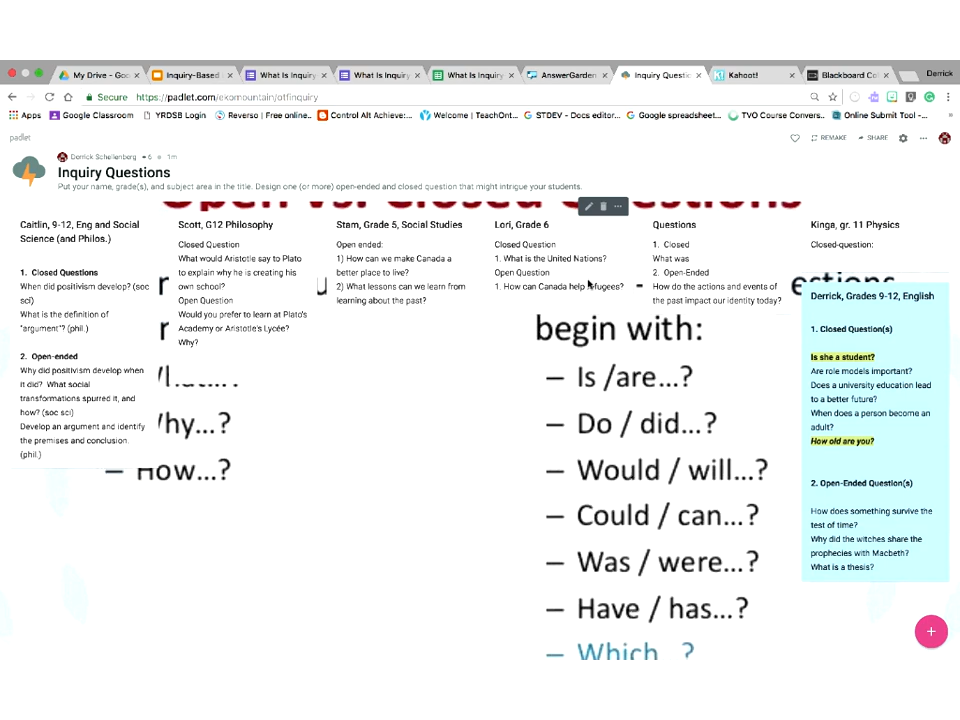 My Drive - Goo
Inquiry-Based
What Is Inquiry
What Is Inquiry
What Is Inquiry
AnswerGarden
Inquiry Questio
Kahoot!
Blackboard Col
Derrick
Secure https://padlet.com/ekomountain/otfinquiry
Apps Google Classroom YRDSB Login Reverso | Free online.. Control Alt Achieve:... Welcome | TeachOnt... STDEV - Docs editor... Google spreadsheet... TVO Course Convers.. Online Submit Tool -...
padlet
REMAKE SHARE
Derrick Schellenberg 6 1m
Inquiry Questions
Put your name, grade(s), and subject area in the title. Design one (or more) open-ended and closed question that might intrigue your students.
Open vs. Closed Questions
Caitlin, 9-12, Eng and Social
Science (and Philos.)
1. Closed Questions
When did positivism develop? (soc
sci)
What is the definition of
"argument"? (phil.)
2. Open-ended
Why did positivism develop when
it did? What social
transformations spurred it, and
how? (soc sci)
Develop an argument and identify
the premises and conclusion.
(phil.)
Scott, G12 Philosophy
Closed Question
What would Aristotle say to Plato
to explain why he is creating his
own school?
Open Question
Would you prefer to learn at Plato's
Academy or Aristotle's Lycée?
Why?
Stam, Grade 5, Social Studies
Open ended:
1) How can we make Canada a
better place to live?
2) What lessons can we learn from
learning about the past?
Lori, Grade 6
Closed Question
1. What is the United Nations?
Open Question
1. How can Canada help refugees?
Questions
1. Closed
What was
2. Open-Ended
How do the actions and events of
the past impact our identity today?
Kinga, gr. 11 Physics
Closed-question:
Derrick, Grades 9-12, English
1. Closed Question(s)
Is she a student?
Are role models important?
Does a university education lead
to a better future?
When does a person become an
adult?
How old are you?
2. Open-Ended Question(s)
How does something survive the
test of time?
Why did the witches share the
prophecies with Macbeth?
What is a thesis?
hy...?
– How...?
begin with:
– Is /are...?
– Do / did...?
– Would / will...?
– Could / can...?
– Was / were...?
– Have / has...?
– Which...?
+